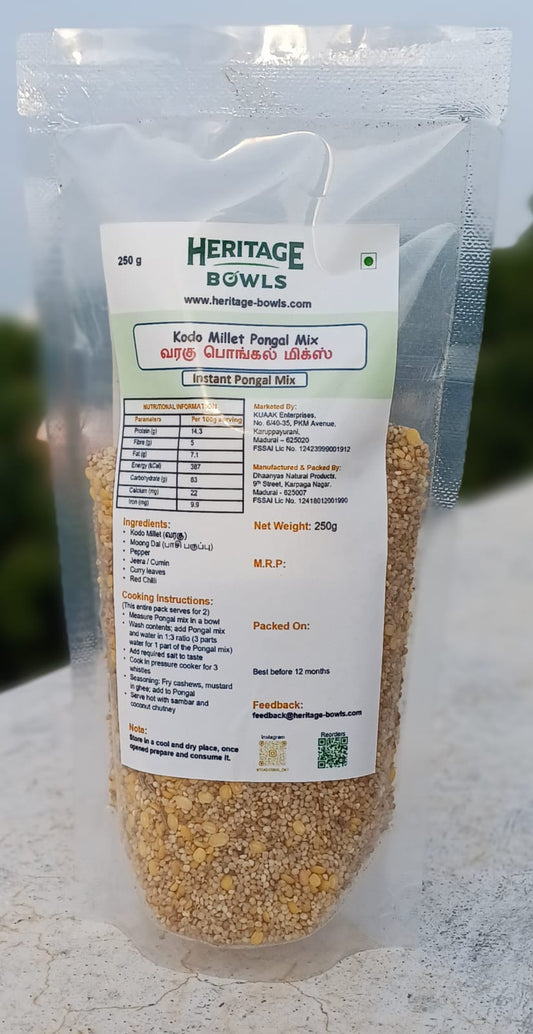 250 g
HERITAGE
BOWLS
www.heritage-bowls.com
Kodo Millet Pongal Mix
வரகு பொங்கல் மிக்ஸ்
Instant Pongal Mix
NUTRITIONAL INFORMATION
Parameters Per 100g serving
Protein (g) 14.3
Fibre (g) 5
Fat (g) 7.1
Energy (kCal) 387
Carbohydrate (g) 63
Calcium (mg) 22
Iron (mg) 9.9
Ingredients:
• Kodo Millet (வரகு)
• Moong Dal (பாசி பருப்பு)
• Pepper
• Jeera / Cumin
• Curry leaves
• Red Chilli
Cooking Instructions:
(This entire pack serves for 2)
• Measure Pongal mix in a bowl
• Wash contents; add Pongal mix
and water in 1:3 ratio (3 parts
water for 1 part of the Pongal mix)
• Add required salt to taste
• Cook in pressure cooker for 3
whistles
• Seasoning: Fry cashews, mustard
in ghee; add to Pongal
• Serve hot with sambar and
coconut chutney
Note:
Store in a cool and dry place, once
opened prepare and consume it.
Marketed By:
KUAAK Enterprises,
No. 6/40-35, PKM Avenue,
Karuppayurani,
Madurai – 625020
FSSAI Lic No. 12423999001912
Manufactured & Packed By:
Dhaanyas Natural Products,
9th Street, Karpaga Nagar,
Madurai - 625007
FSSAI Lic No. 12418012001990
Net Weight: 250g
M.R.P:
Packed On:
Best before 12 months
Feedback:
feedback@heritage-bowls.com
Instagram
Reorders